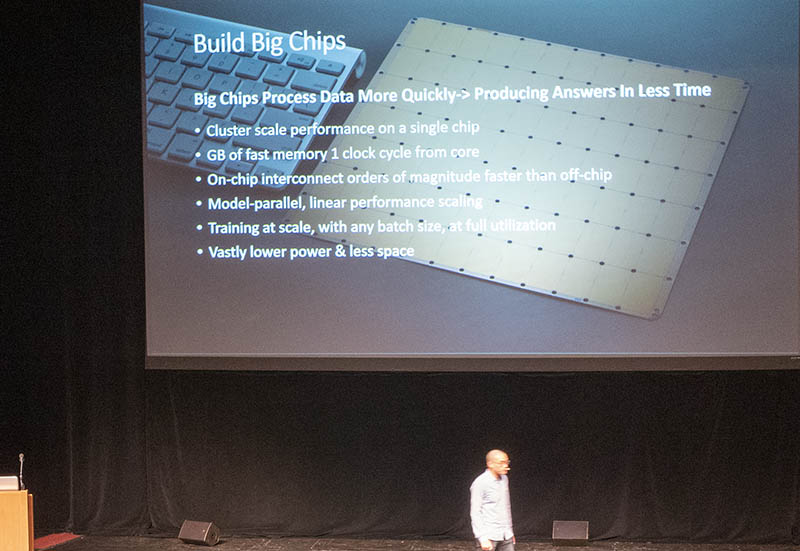 Build Big Chips
Big Chips Process Data More Quickly-> Producing Answers In Less Time
• Cluster scale performance on a single chip
• GB of fast memory 1 clock cycle from core
• On-chip interconnect orders of magnitude faster than off-chip
• Model-parallel, linear performance scaling
• Training at scale, with any batch size, at full utilization
• Vastly lower power & less space